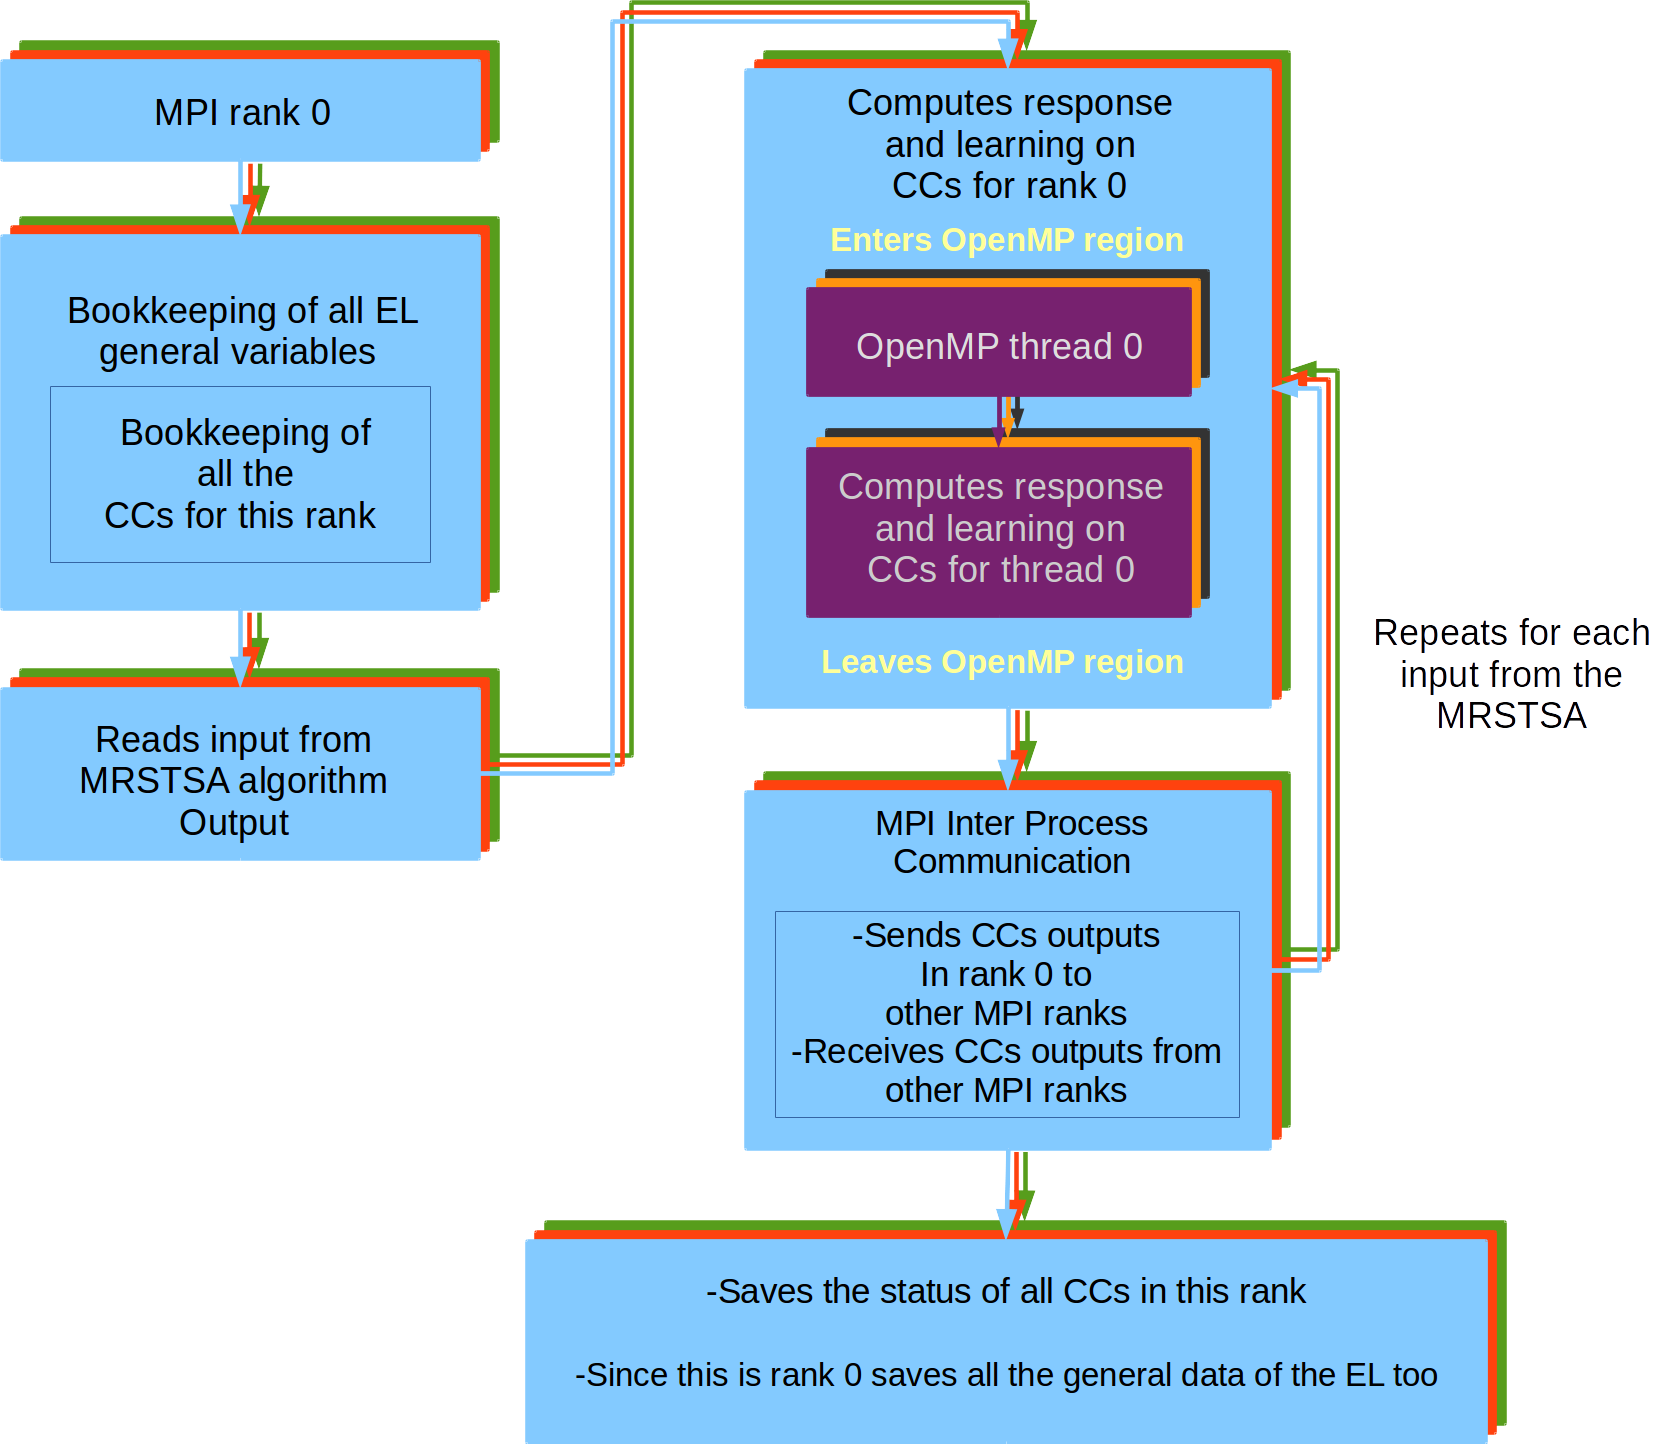 MPI rank 0
Bookkeeping of all EL
general variables
Bookkeeping of
all the
CCs for this rank
Reads input from
MRSTSA algorithm
Output
Computes response
and learning on
CCs for rank 0
Enters OpenMP region
OpenMP thread 0
Computes response
and learning on
CCs for thread 0
Leaves OpenMP region
Repeats for each
input from the
MRSTSA
MPI Inter Process
Communication
-Sends CCs outputs
In rank 0 to
other MPI ranks
-Receives CCs outputs from
other MPI ranks
-Saves the status of all CCs in this rank
-Since this is rank 0 saves all the general data of the EL too